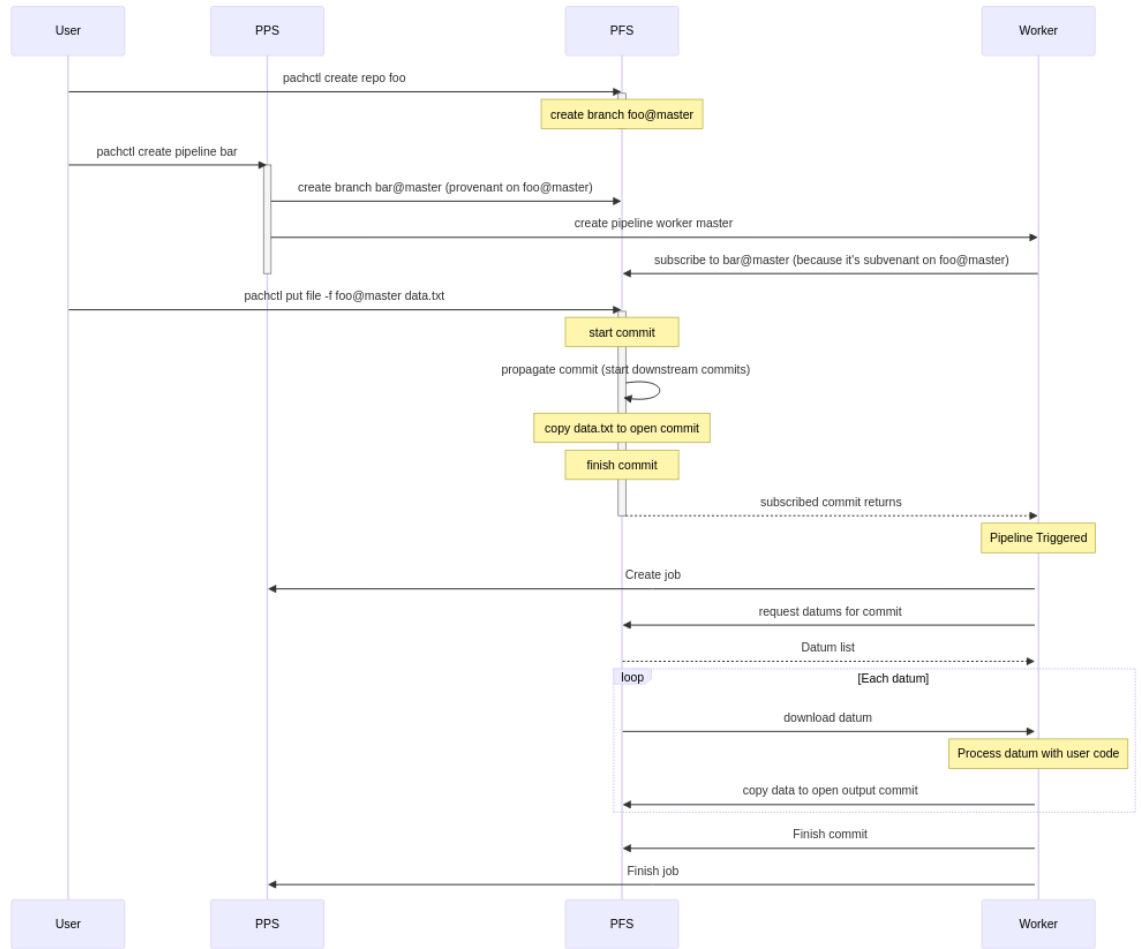 User
PPS
PFS
Worker
pachctl create repo foo
create branch foo@master
pachctl create pipeline bar
create branch bar@master (provenant on foo@master)
create pipeline worker master
subscribe to bar@master (because it's subvenant on foo@master)
pachctl put file -f foo@master data.txt
start commit
propagate commit (start downstream commits)
copy data.txt to open commit
finish commit
subscribed commit returns
Pipeline Triggered
Create job
request datums for commit
Datum list
loop
[Each datum]
download datum
Process datum with user code
copy data to open output commit
Finish commit
Finish job
User
PPS
PFS
Worker